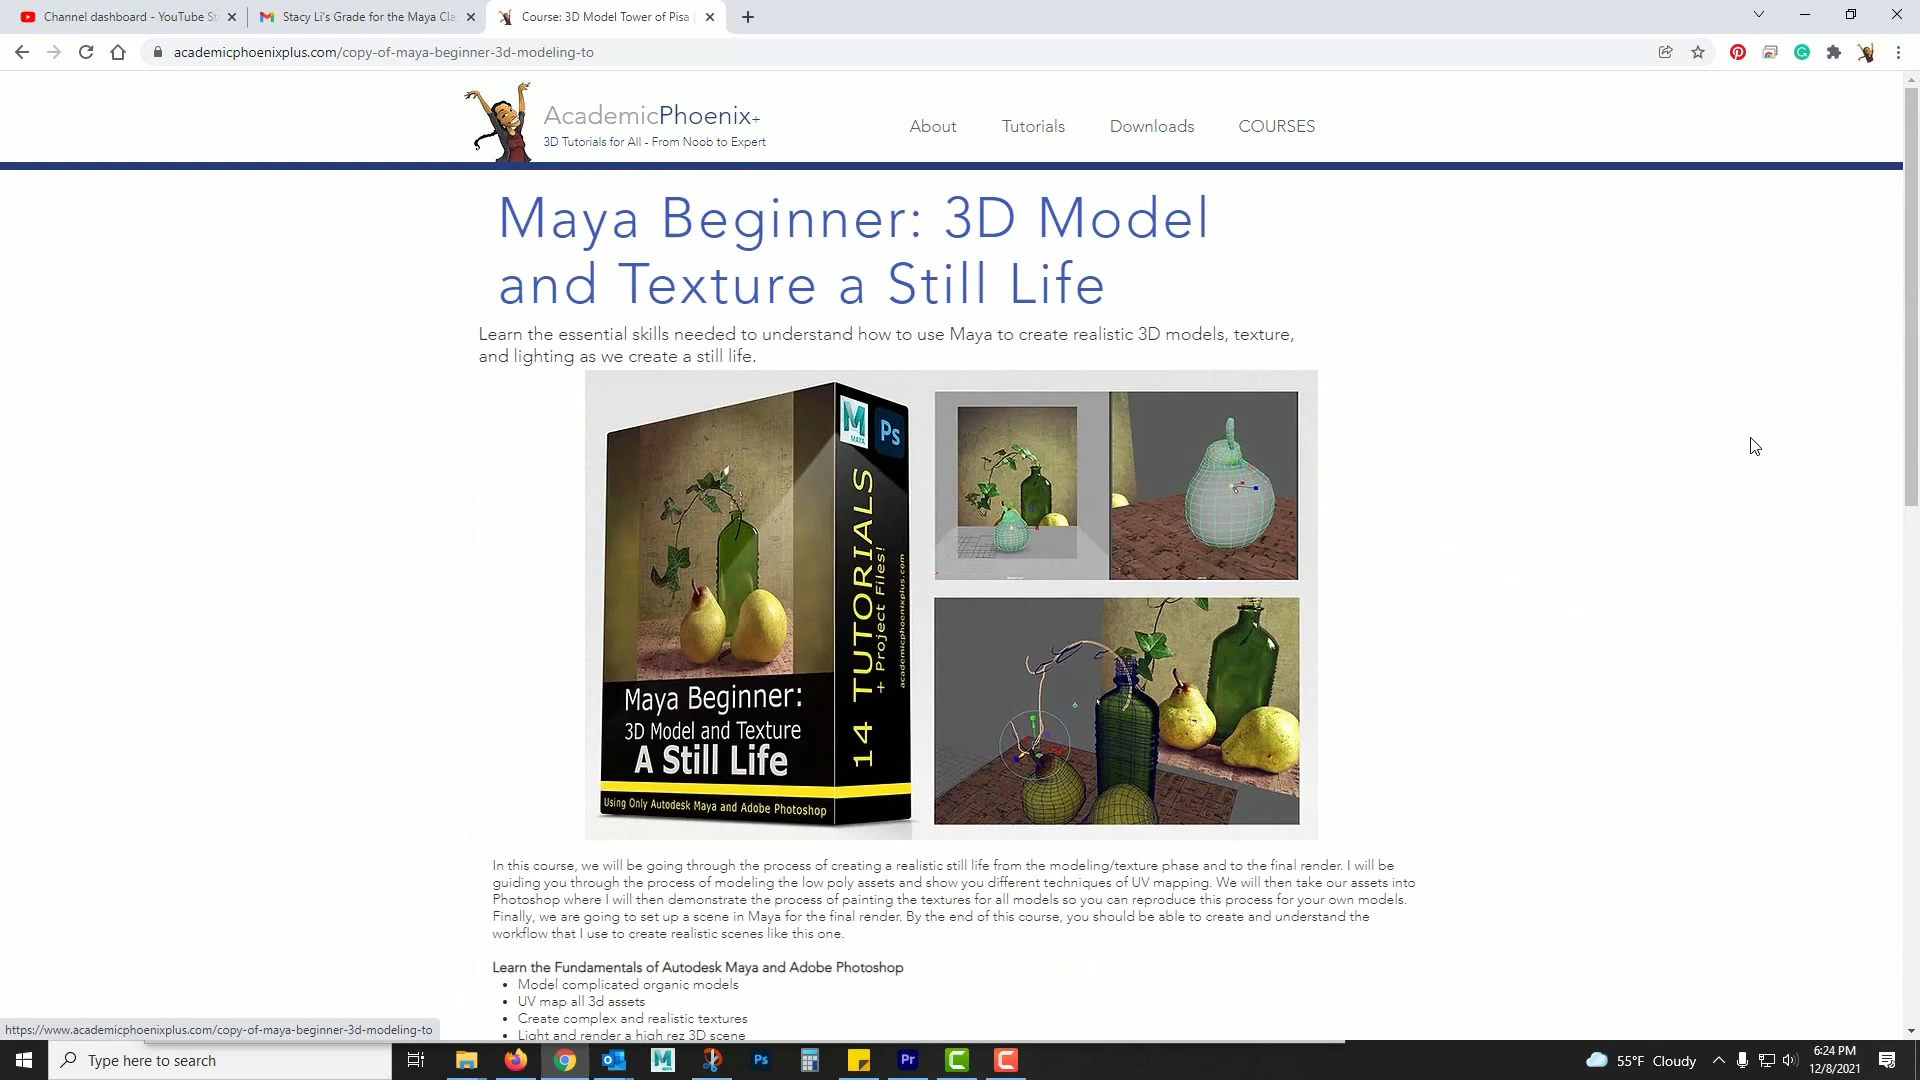 Channel dashboard - YouTube St
Stacy Li's Grade for the Maya Cla
Course: 3D Model Tower of Pisa
academicphoenixplus.com/copy-of-maya-beginner-3d-modeling-to
AcademicPhoenix+
3D Tutorials for All - From Noob to Expert
About
Tutorials
Downloads
COURSES
Maya Beginner: 3D Model
and Texture a Still Life
Learn the essential skills needed to understand how to use Maya to create realistic 3D models, texture,
and lighting as we create a still life.
M
MAYA
Ps
14 TUTORIALS
+ Project Files!
academicphoenixplus.com
Maya Beginner:
3D Model and Texture
A Still Life
Using Only Autodesk Maya and Adobe Photoshop
In this course, we will be going through the process of creating a realistic still life from the modeling/texture phase and to the final render. I will be
guiding you through the process of modeling the low poly assets and show you different techniques of UV mapping. We will then take our assets into
Photoshop where I will then demonstrate the process of painting the textures for all models so you can reproduce this process for your own models.
Finally, we are going to set up a scene in Maya for the final render. By the end of this course, you should be able to create and understand the
workflow that I use to create realistic scenes like this one.
Learn the Fundamentals of Autodesk Maya and Adobe Photoshop
• Model complicated organic models
• UV map all 3d assets
• Create complex and realistic textures
• Light and render a high rez 3D scene
https://www.academicphoenixplus.com/copy-of-maya-beginner-3d-modeling-to
Type here to search
M
Ps
Pr
55°F Cloudy
6:24 PM
12/8/2021